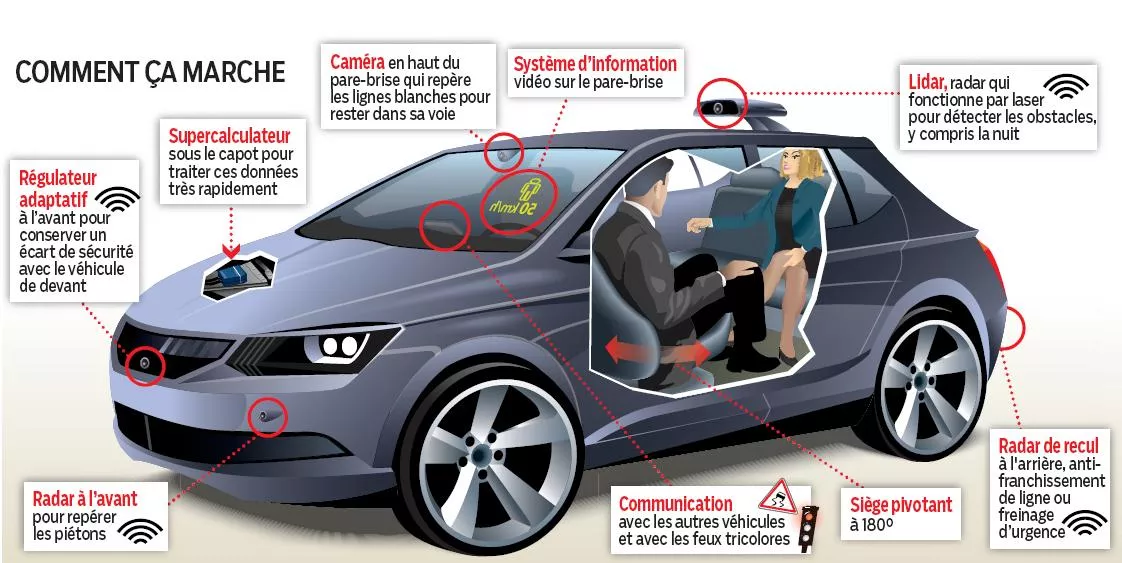 COMMENT ÇA MARCHE
Caméra en haut du
pare-brise qui repère
les lignes blanches pour
rester dans sa voie
Système d'information
vidéo sur le pare-brise
Lidar, radar qui
fonctionne par laser
pour détecter les obstacles,
y compris la nuit
Supercalculateur
sous le capot pour
traiter ces données
très rapidement
Régulateur
adaptatif
à l'avant pour
conserver un
écart de sécurité
avec le véhicule
de devant
50 km/h
Radar à l'avant
pour repérer
les piétons
Communication
avec les autres véhicules
et avec les feux tricolores
Siège pivotant
à 180º
Radar de recul
à l'arrière, anti-
franchissement
de ligne ou
freinage
d'urgence